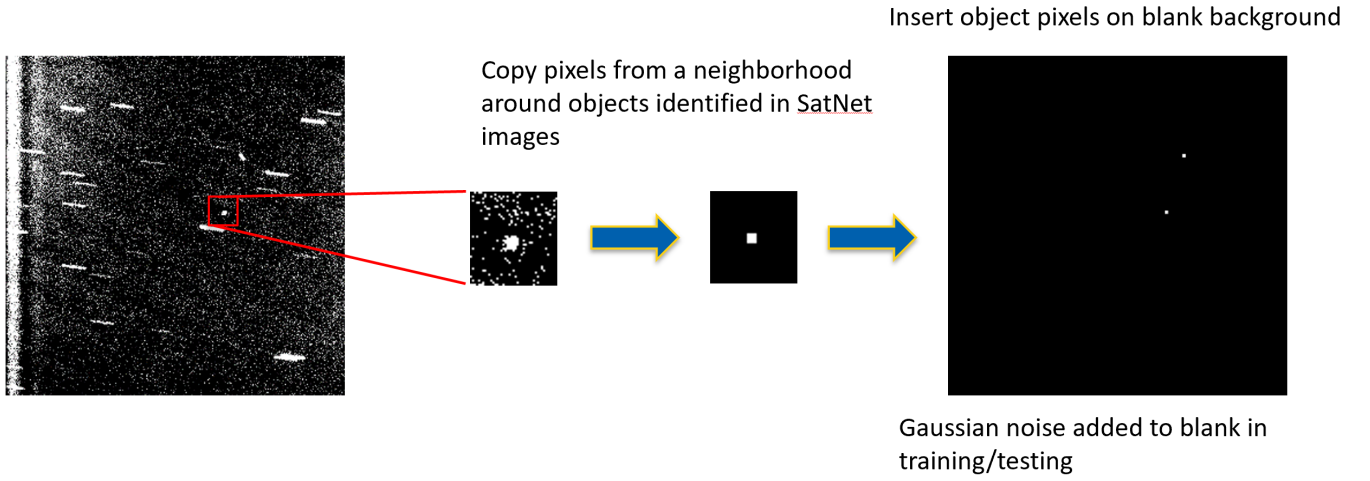 Insert object pixels on blank background
Copy pixels from a neighborhood
around objects identified in SatNet
images
Gaussian noise added to blank in
training/testing